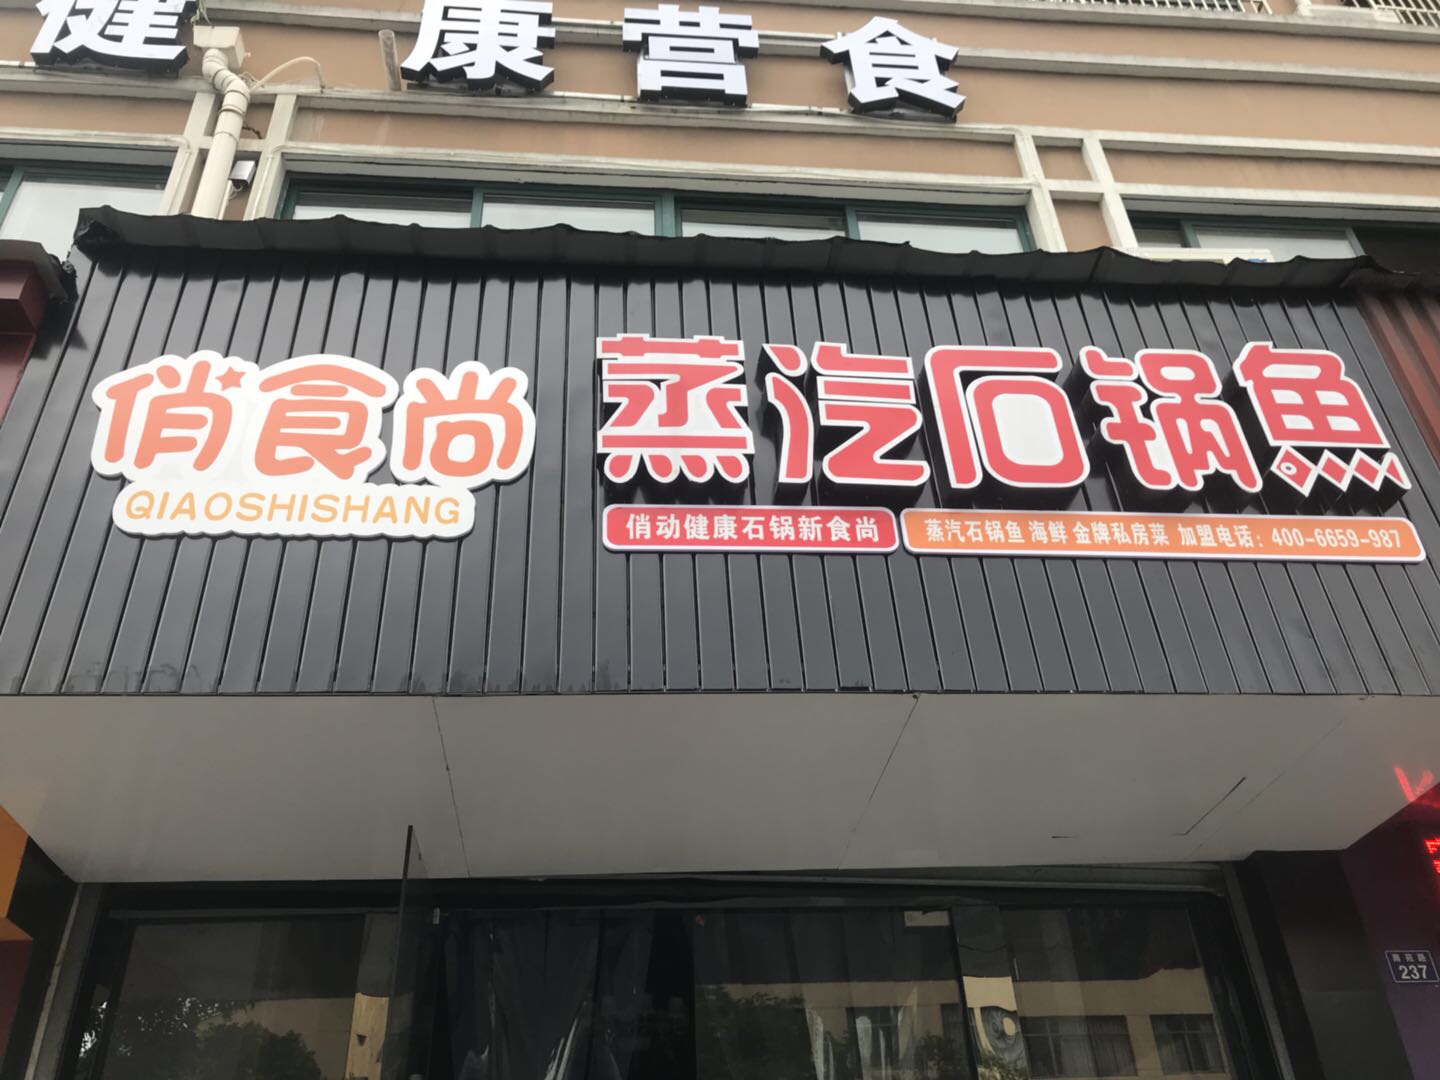 健康营食
俏食尚
QIAOSHISHANG
蒸汽石锅鱼
俏动健康石锅新食尚
蒸汽石锅鱼 海鲜 金牌私房菜 加盟电话：400-6659-987
237